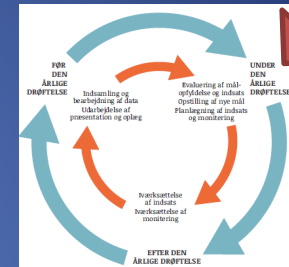 FØR
DEN
ÅRLIGE
DRØFTELSE
UNDER
DEN
ÅRLIGE
DRØFTELSE
Indsamling og
bearbejdning af data
Udarbejdelse af
præsentation og oplæg
Evaluering af mål-
opfyldelse og indsats
Opstilling af nye mål
Planlægning af indsats
og monitering
Iværksættelse
af indsats
Iværksættelse af
monitering
EFTER DEN
ÅRLIGE DRØFTELSE